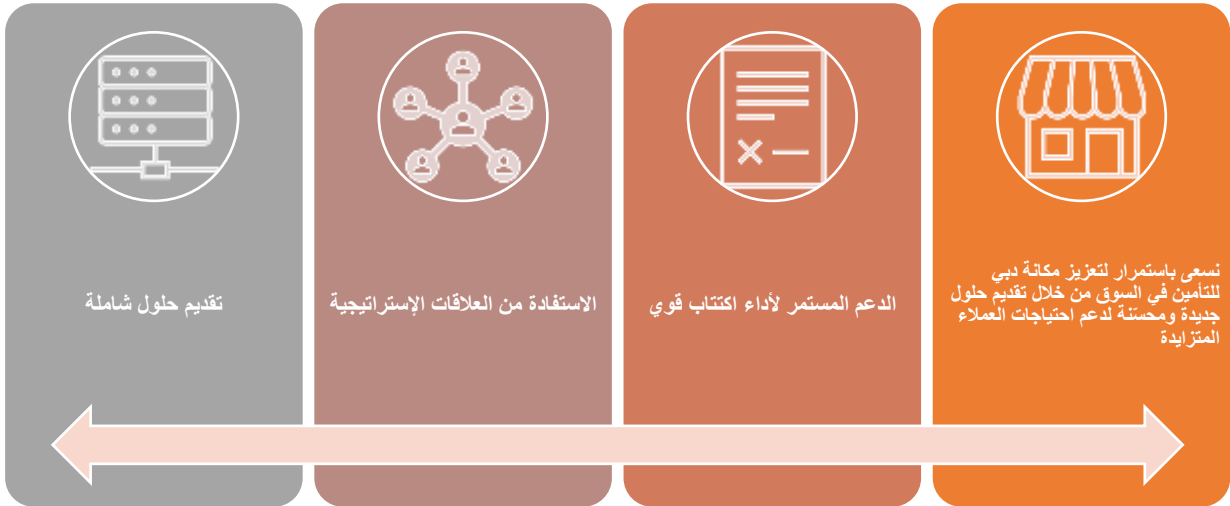 نسعى باستمرار لتعزيز مكانة دبي
للتأمين في السوق من خلال تقديم حلول
جديدة ومحسّنة لدعم احتياجات العملاء
المتزايدة
الدعم المستمر لأداء اكتتاب قوي
الاستفادة من العلاقات الإستراتيجية
تقديم حلول شاملة